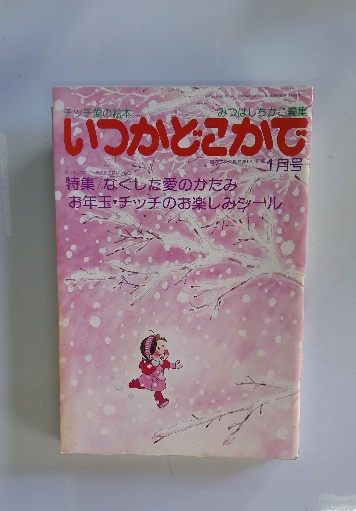 チッチ愛の絵本
みつはしちかこ編集
いつかどこかで
1月号
特集/なくした愛のかたみ
お年玉・チッチのお楽しみシール